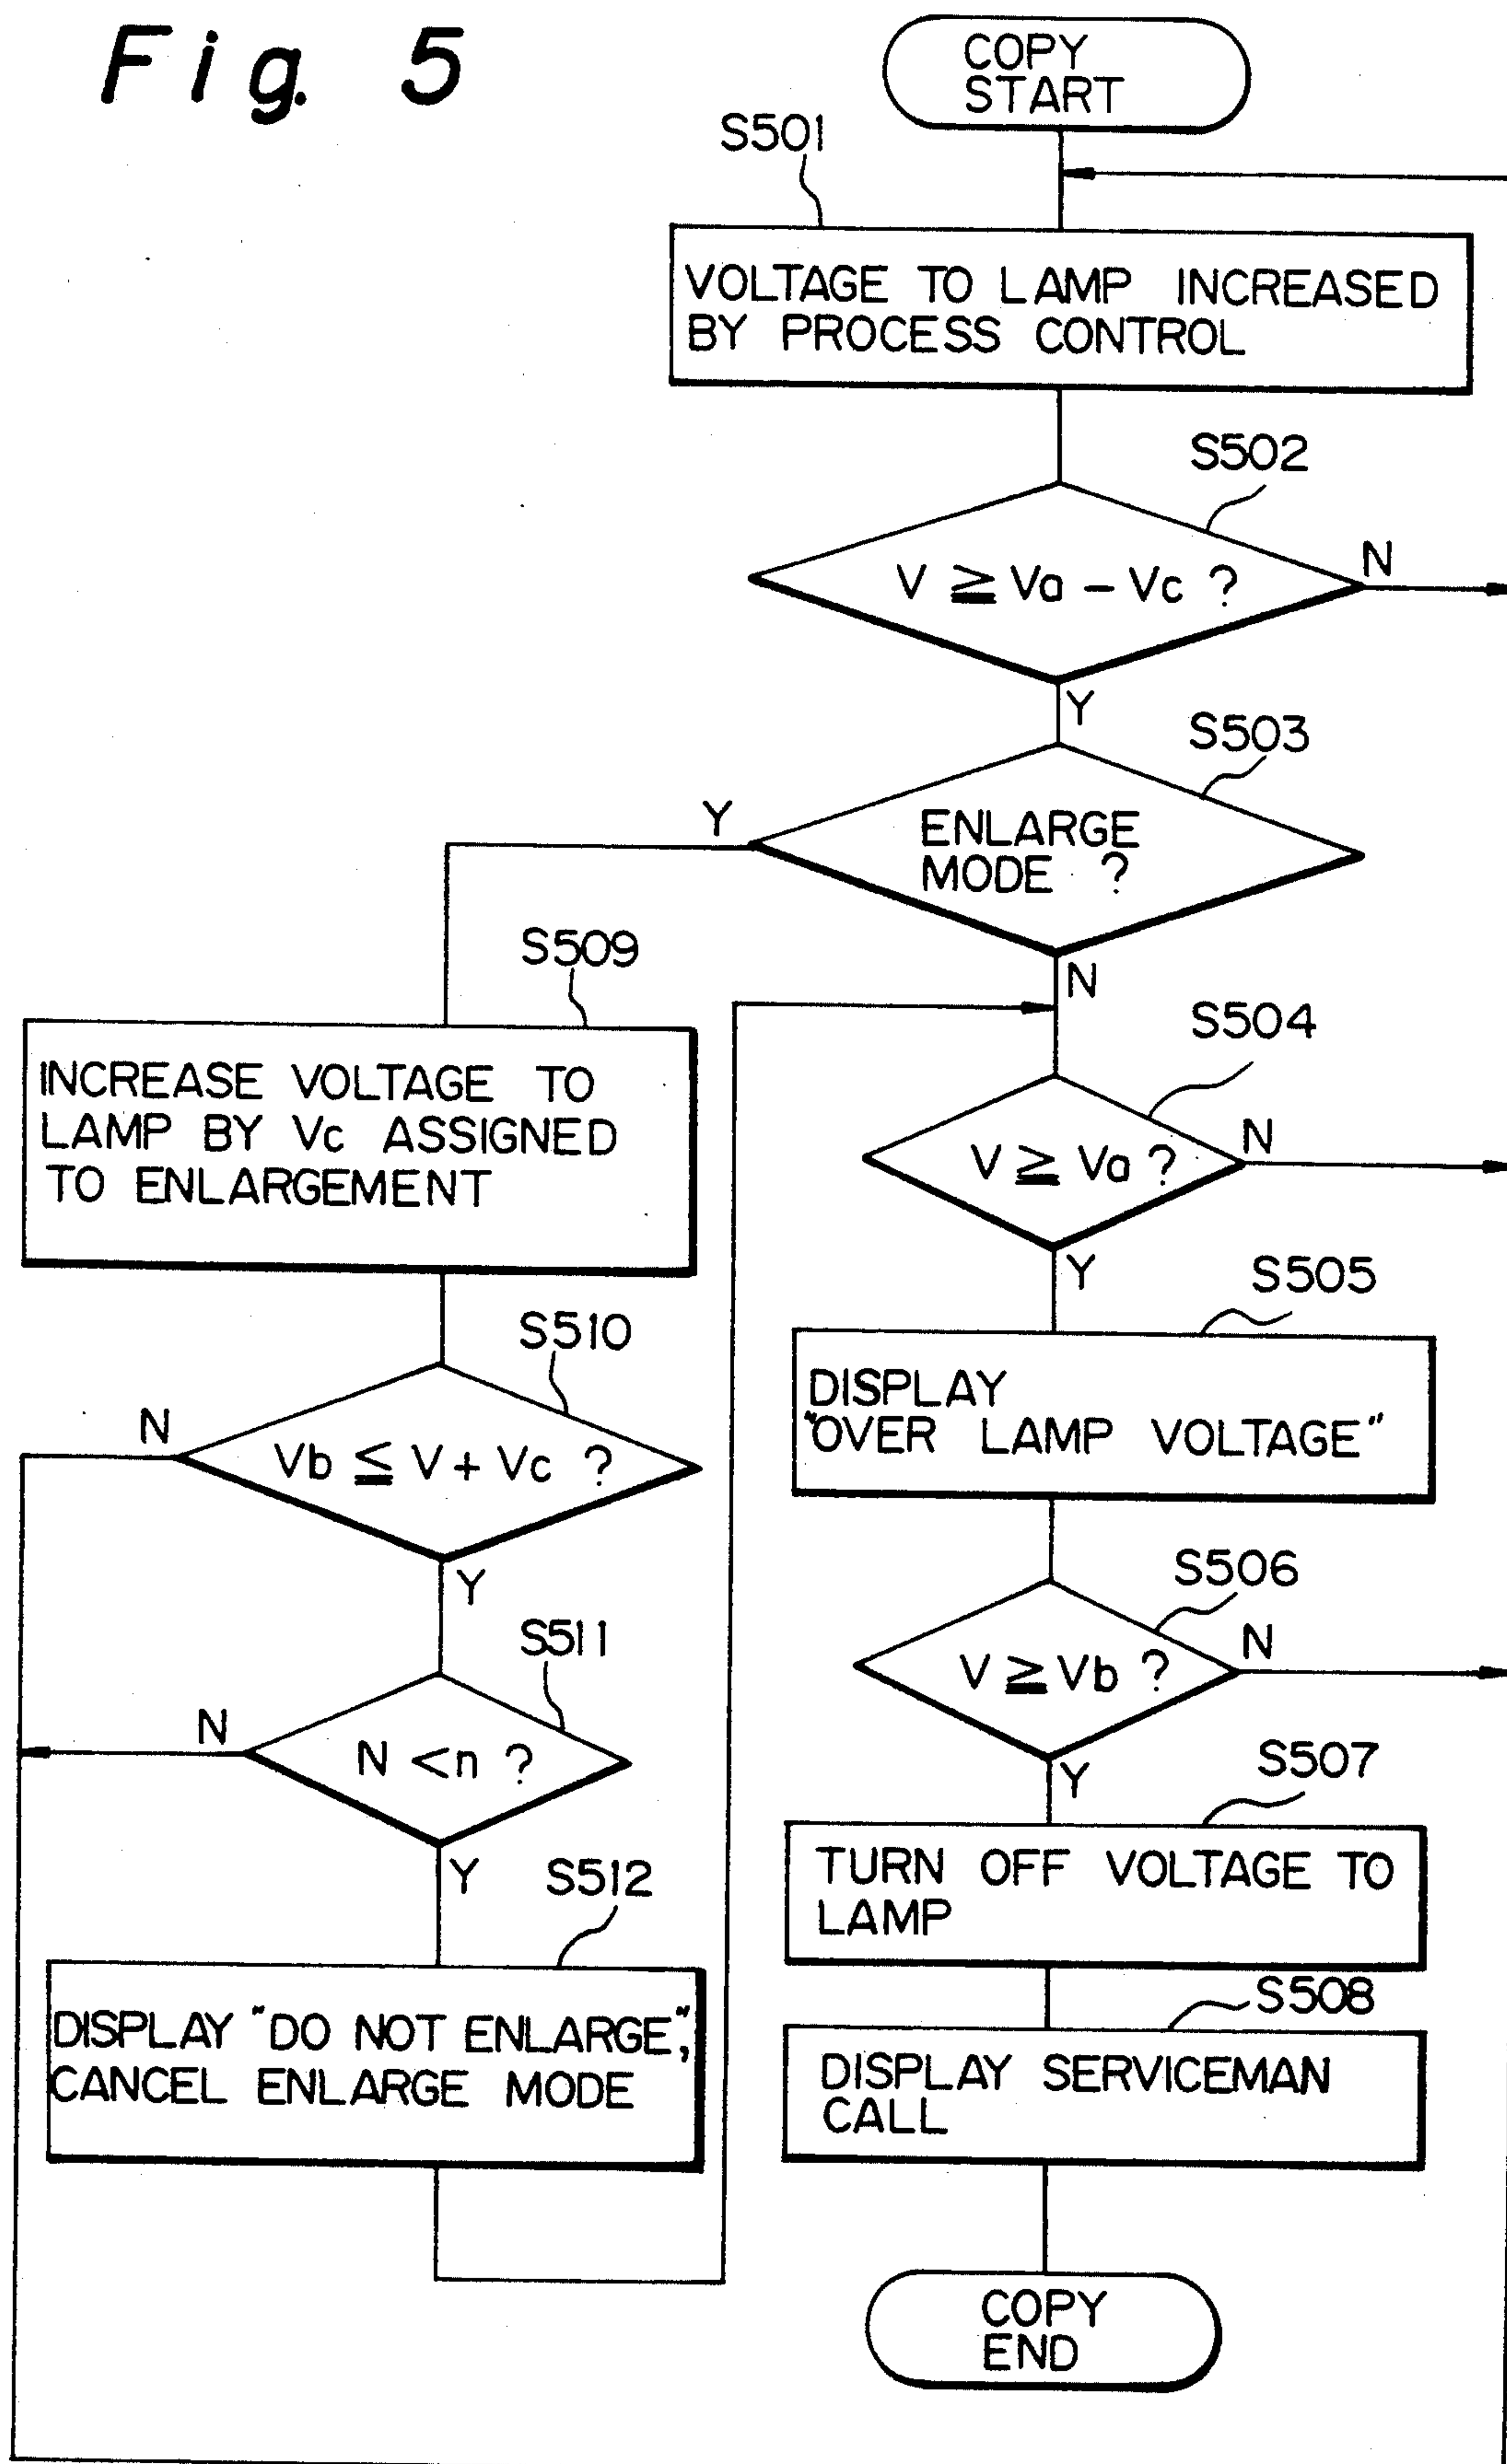 Fig. 5
COPY
START
S501
VOLTAGE TO LAMP INCREASED
BY PROCESS CONTROL
S502
V ≧ Va - Vc ?
N
Y
S503
ENLARGE
MODE ?
Y
N
S509
INCREASE VOLTAGE TO
LAMP BY Vc ASSIGNED
TO ENLARGEMENT
S510
Vb ≦ V + Vc ?
N
Y
S511
N < n ?
N
Y
S512
DISPLAY "DO NOT ENLARGE";
CANCEL ENLARGE MODE
S504
V ≧ Va ?
N
Y
S505
DISPLAY
"OVER LAMP VOLTAGE"
S506
V ≧ Vb ?
N
Y
S507
TURN OFF VOLTAGE TO
LAMP
S508
DISPLAY SERVICEMAN
CALL
COPY
END